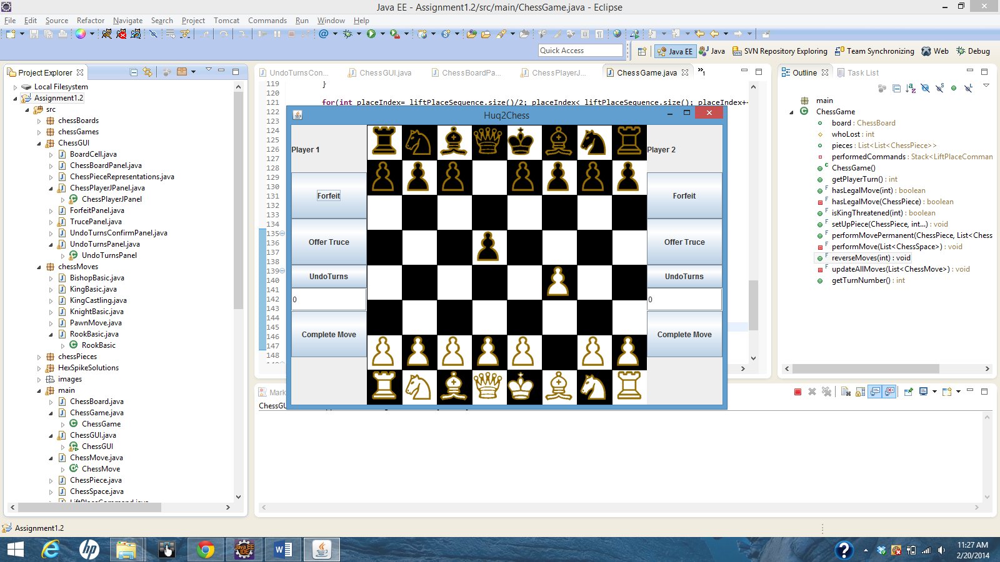 Java EE - Assignment1.2/src/main/ChessGame.java - Eclipse
File Edit Source Refactor Navigate Search Project Tomcat Commands Run Window Help
Quick Access
Java EE Java SVN Repository Exploring Team Synchronizing Web Debug
Project Explorer
Local Filesystem
Assignment1.2
src
chessBoards
chessGames
ChessGUI
BoardCell.java
ChessBoardPanel.java
ChessPieceRepresentations.java
ChessPlayerJPanel.java
ChessPlayerJPanel
ForfeitPanel.java
TrucePanel.java
UndoTurnsConfirmPanel.java
UndoTurnsPanel.java
UndoTurnsPanel
chessMoves
BishopBasic.java
KingBasic.java
KingCastling.java
KnightBasic.java
PawnMove.java
RookBasic.java
RookBasic
chessPieces
HexSpikeSolutions
images
main
ChessBoard.java
ChessGame.java
ChessGame
ChessGUI.java
ChessGUI
ChessMove.java
ChessMove
ChessPiece.java
ChessSpace.java
LiftPlaceCommand.java
UndoTurnsCon... ChessGUI.java ChessBoardPa... ChessPlayerJ... ChessGame.java »1
119 }
120
121 for(int placeIndex= liftPlaceSequence.size()/2; placeIndex< liftPlaceSequence.size(); placeIndex+
122
123
124
125
126
127
128
129
130
131
132
133
134
135
136
137
138
139
140
141
142
143
144
145
146
147
148
Huq2Chess
Player 1
Forfeit
Offer Truce
UndoTurns
0
Complete Move
Player 2
Forfeit
Offer Truce
UndoTurns
0
Complete Move
Mark
ChessGU
Outline Task List
main
ChessGame
board : ChessBoard
whoLost : int
pieces : List<List<ChessPiece>>
performedCommands : Stack<LiftPlaceComman
ChessGame()
getPlayerTurn() : int
hasLegalMove(int) : boolean
hasLegalMove(ChessPiece) : boolean
isKingThreatened(int) : boolean
setUpPiece(ChessPiece, int...) : void
performMovePermanent(ChessPiece, List<Chess
performMove(List<ChessSpace>) : void
reverseMoves(int) : void
updateAllMoves(List<ChessMove>) : void
getTurnNumber() : int
Assignment1.2
11:27 AM
2/20/2014